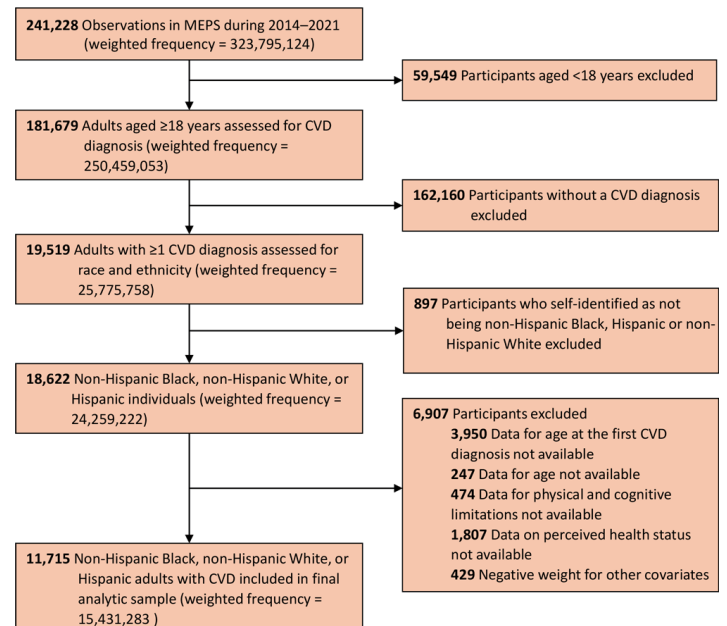 241,228 Observations in MEPS during 2014–2021
(weighted frequency = 323,795,124)
59,549 Participants aged <18 years excluded
181,679 Adults aged ≥18 years assessed for CVD
diagnosis (weighted frequency =
250,459,053)
162,160 Participants without a CVD diagnosis
excluded
19,519 Adults with ≥1 CVD diagnosis assessed for
race and ethnicity (weighted frequency =
25,775,758)
897 Participants who self-identified as not
being non-Hispanic Black, Hispanic or non-
Hispanic White excluded
18,622 Non-Hispanic Black, non-Hispanic White, or
Hispanic individuals (weighted frequency =
24,259,222)
6,907 Participants excluded
3,950 Data for age at the first CVD
diagnosis not available
247 Data for age not available
474 Data for physical and cognitive
limitations not available
1,807 Data on perceived health status
not available
429 Negative weight for other covariates
11,715 Non-Hispanic Black, non-Hispanic White, or
Hispanic adults with CVD included in final
analytic sample (weighted frequency =
15,431,283 )